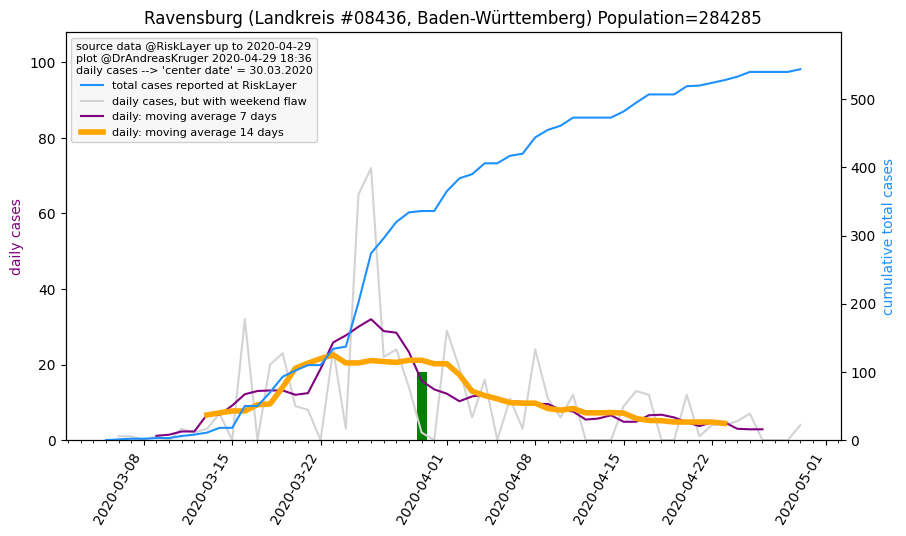 Ravensburg (Landkreis #08436, Baden-Württemberg) Population=284285
source data @RiskLayer up to 2020-04-29
plot @DrAndreasKruger 2020-04-29 18:36
daily cases --> 'center date' = 30.03.2020
total cases reported at RiskLayer
daily cases, but with weekend flaw
daily: moving average 7 days
daily: moving average 14 days
daily cases
100
80
60
40
20
0
cumulative total cases
500
400
300
200
100
0
2020-03-08
2020-03-15
2020-03-22
2020-04-01
2020-04-08
2020-04-15
2020-04-22
2020-05-01